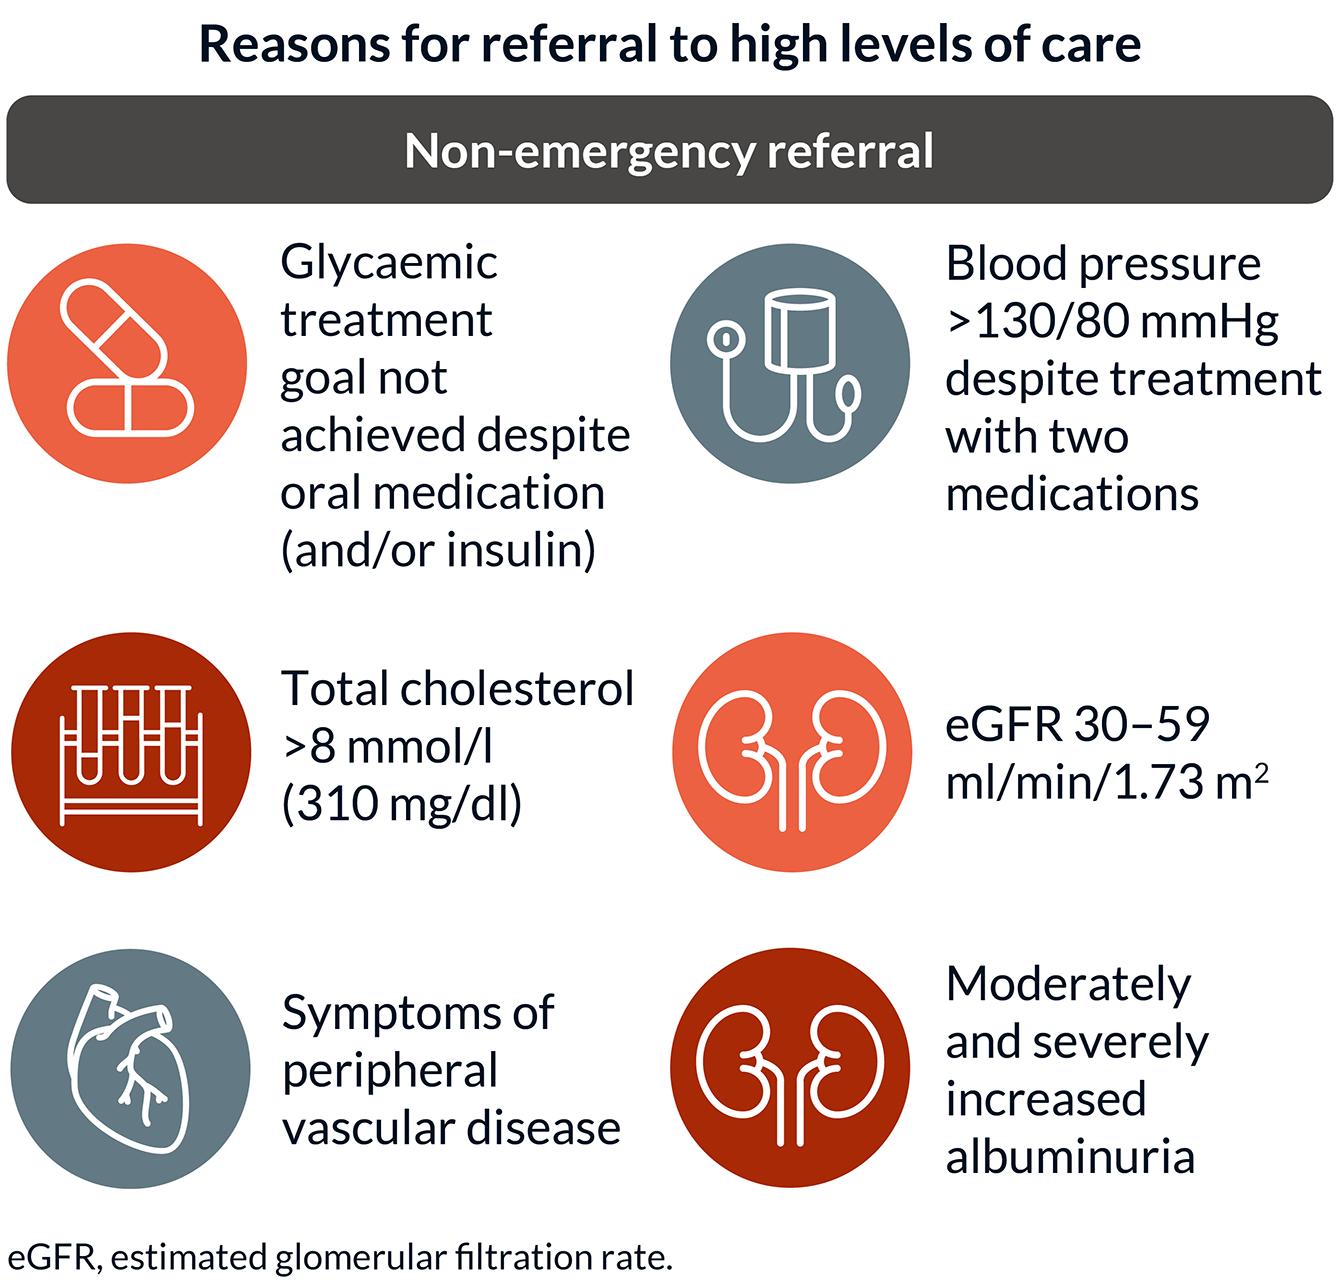 Reasons for referral to high levels of care
Non-emergency referral
Glycaemic
treatment
goal not
achieved despite
oral medication
(and/or insulin)
Blood pressure
>130/80 mmHg
despite treatment
with two
medications
Total cholesterol
>8 mmol/l
(310 mg/dl)
eGFR 30–59
ml/min/1.73 m²
Symptoms of
peripheral
vascular disease
Moderately
and severely
increased
albuminuria
eGFR, estimated glomerular filtration rate.